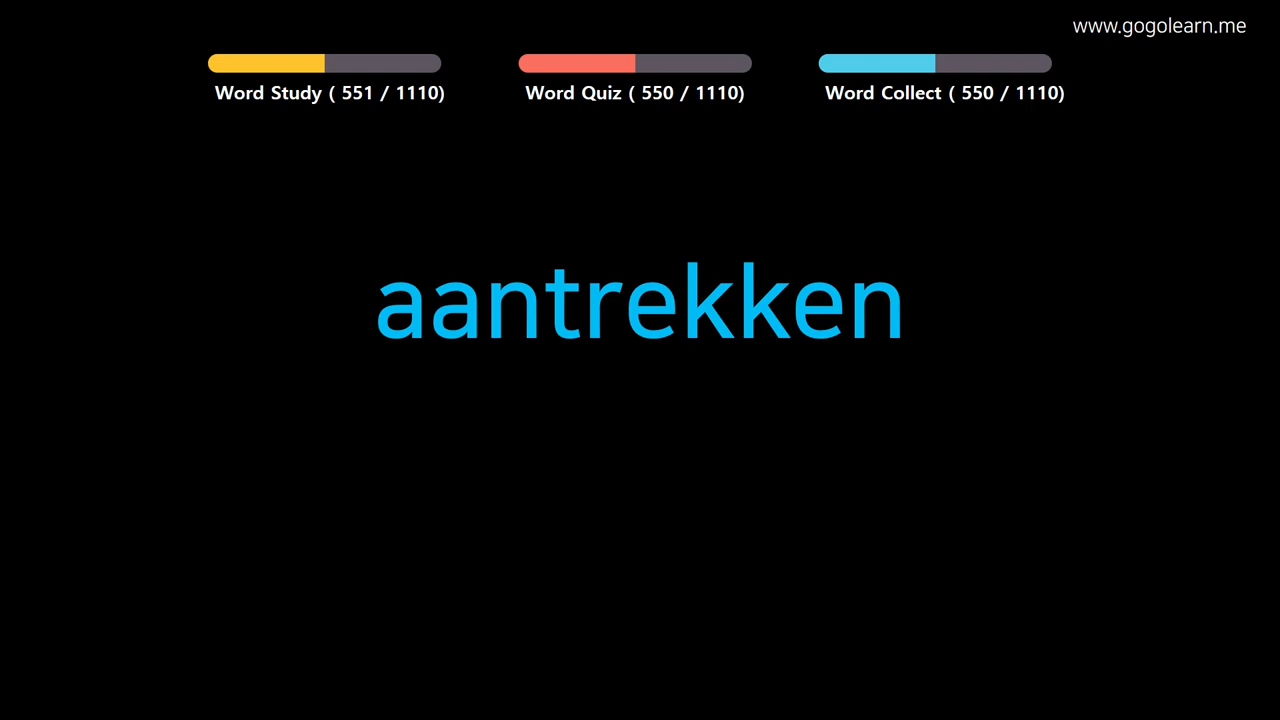 www.gogolearn.me
Word Study ( 551 / 1110)
Word Quiz ( 550 / 1110)
Word Collect ( 550 / 1110)
aantrekken